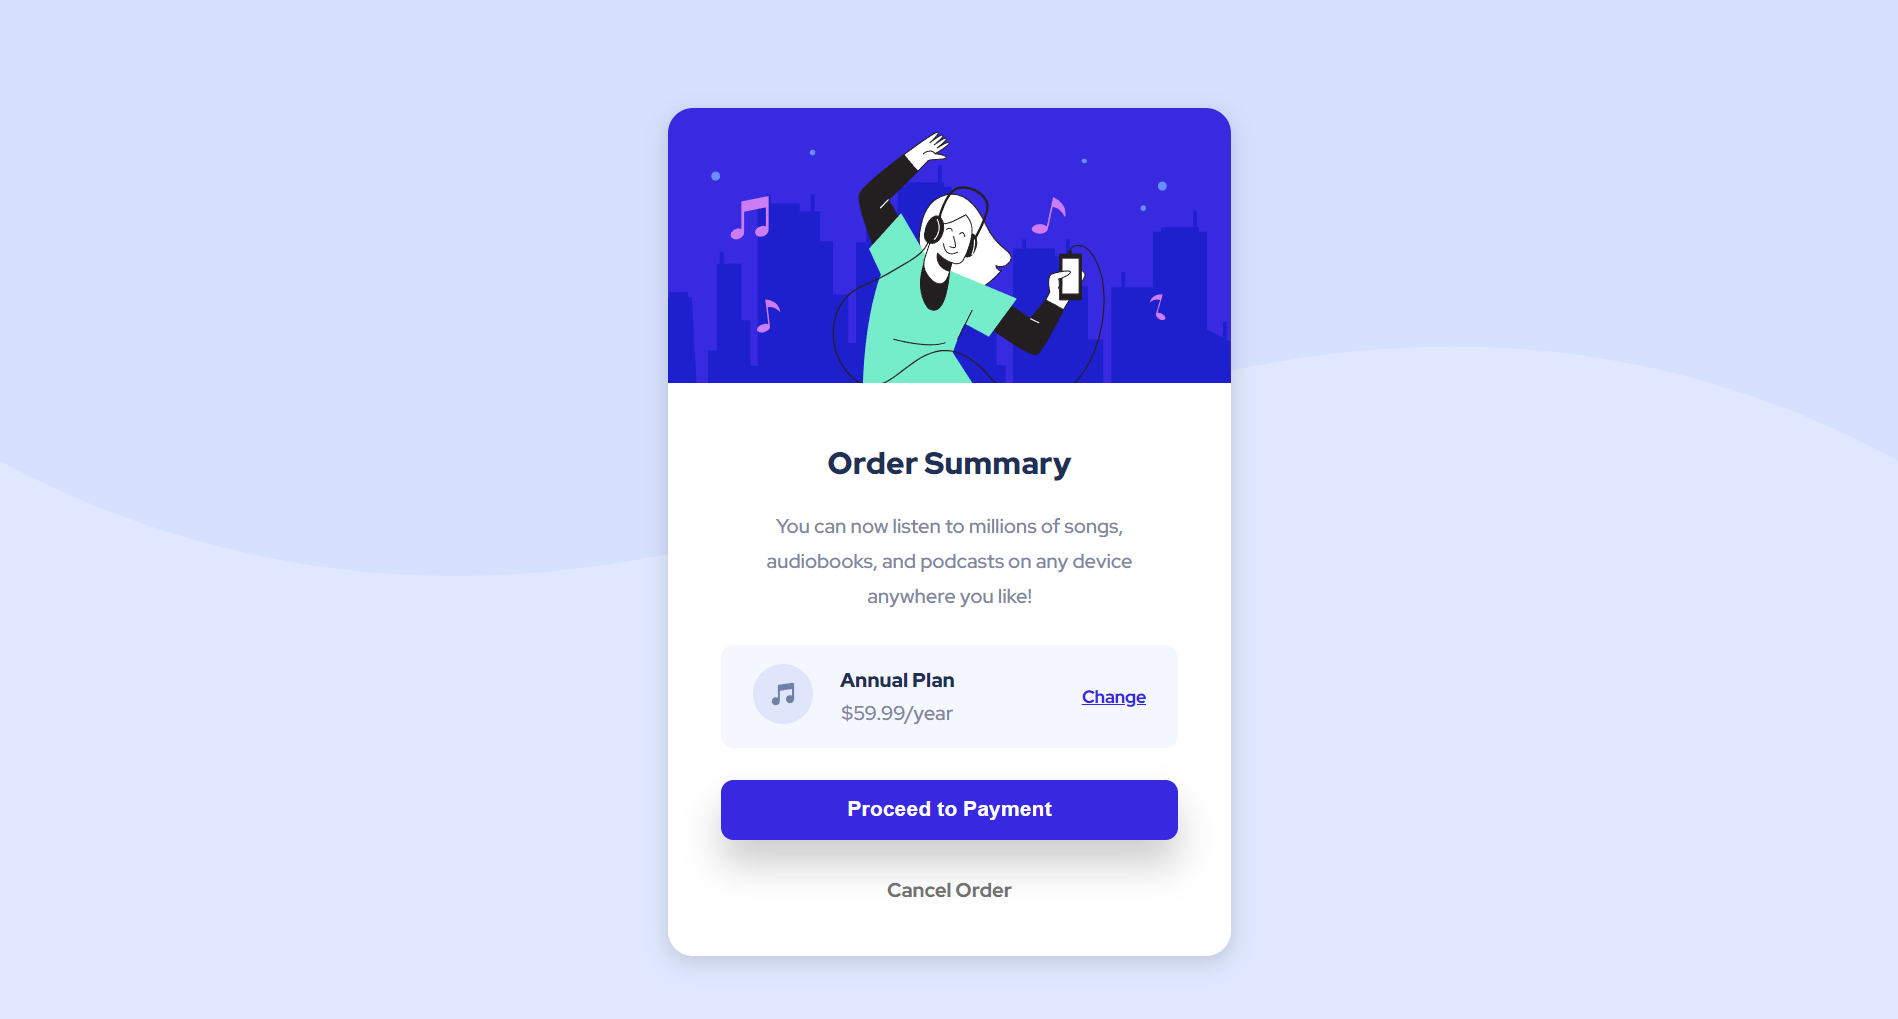 Order Summary
You can now listen to millions of songs,
audiobooks, and podcasts on any device
anywhere you like!
Annual Plan
$59.99/year
Change
Proceed to Payment
Cancel Order